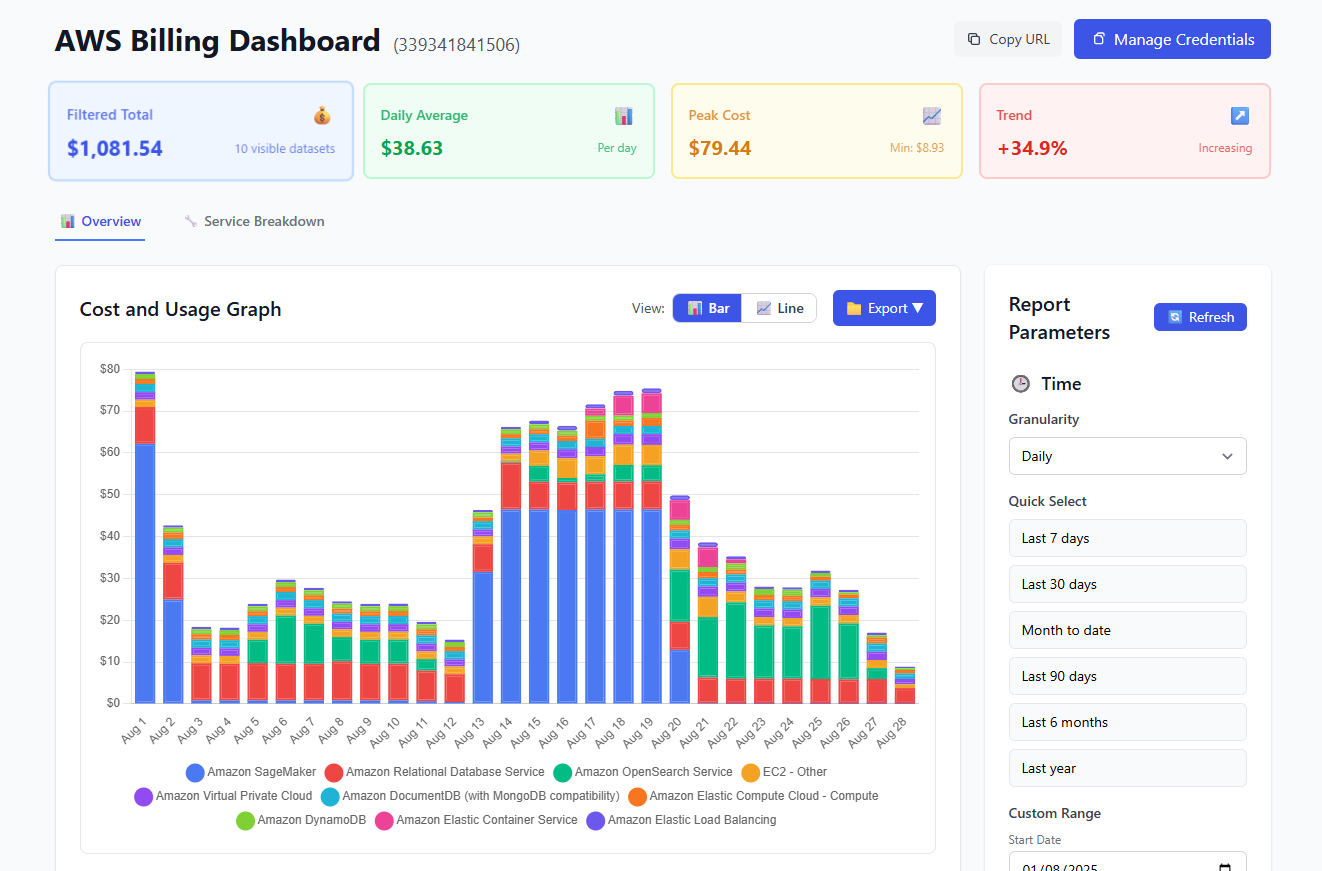 AWS Billing Dashboard (339341841506)
Copy URL
Manage Credentials
Filtered Total
$1,081.54
10 visible datasets
Daily Average
$38.63
Per day
Peak Cost
$79.44
Min: $8.93
Trend
+34.9%
Increasing
Overview
Service Breakdown
Cost and Usage Graph
View:
Bar
Line
Export ▼
$80
$70
$60
$50
$40
$30
$20
$10
$0
Aug 1
Aug 2
Aug 3
Aug 4
Aug 5
Aug 6
Aug 7
Aug 8
Aug 9
Aug 10
Aug 11
Aug 12
Aug 13
Aug 14
Aug 15
Aug 16
Aug 17
Aug 18
Aug 19
Aug 20
Aug 21
Aug 22
Aug 23
Aug 24
Aug 25
Aug 26
Aug 27
Aug 28
Amazon SageMaker
Amazon Relational Database Service
Amazon OpenSearch Service
EC2 - Other
Amazon Virtual Private Cloud
Amazon DocumentDB (with MongoDB compatibility)
Amazon Elastic Compute Cloud - Compute
Amazon DynamoDB
Amazon Elastic Container Service
Amazon Elastic Load Balancing
Report
Parameters
Refresh
Time
Granularity
Daily
Quick Select
Last 7 days
Last 30 days
Month to date
Last 90 days
Last 6 months
Last year
Custom Range
Start Date
01/08/2025